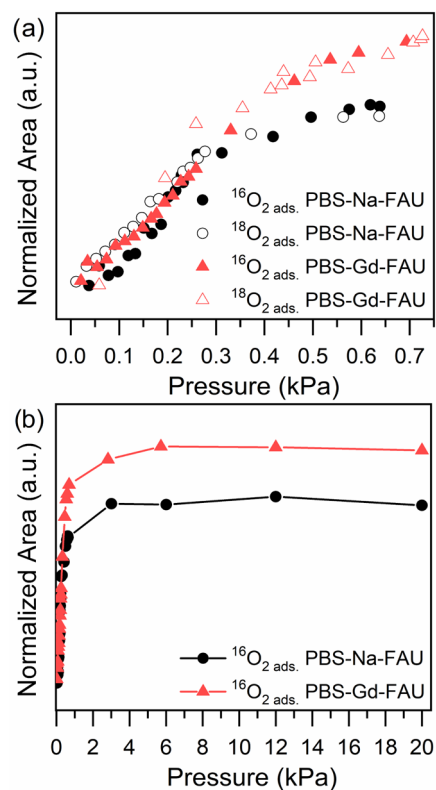 (a)
Normalized Area (a.u.)
¹⁶O₂ ads. PBS-Na-FAU
¹⁸O₂ ads. PBS-Na-FAU
¹⁶O₂ ads. PBS-Gd-FAU
¹⁸O₂ ads. PBS-Gd-FAU
0.0 0.1 0.2 0.3 0.4 0.5 0.6 0.7
Pressure (kPa)
(b)
Normalized Area (a.u.)
¹⁶O₂ ads. PBS-Na-FAU
¹⁶O₂ ads. PBS-Gd-FAU
0 2 4 6 8 10 12 14 16 18 20
Pressure (kPa)